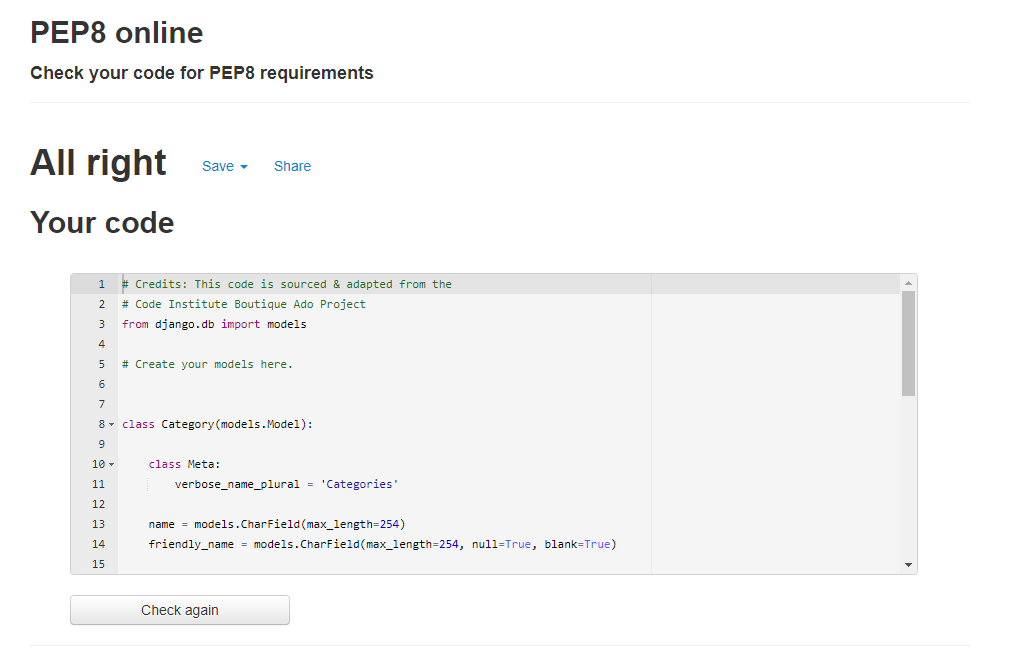 PEP8 online
Check your code for PEP8 requirements
All right Save Share
Your code
1 # Credits: This code is sourced & adapted from the
2 # Code Institute Boutique Ado Project
3 from django.db import models
4
5 # Create your models here.
6
7
8 class Category(models.Model):
9
10     class Meta:
11         verbose_name_plural = 'Categories'
12
13     name = models.CharField(max_length=254)
14     friendly_name = models.CharField(max_length=254, null=True, blank=True)
15
Check again